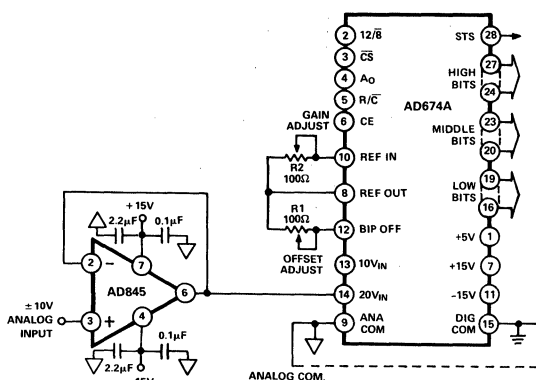 2 12/8̅ STS 28
3 C̅S̅ 27
4 A₀ HIGH BITS
24
5 R/C̅ AD674A
GAIN ADJUST 6 CE 23
MIDDLE BITS
R2 100Ω 10 REF IN 20
8 REF OUT 19
LOW BITS
R1 100Ω 12 BIP OFF 16
OFFSET ADJUST
+5V 1
13 10V_IN +15V 7
14 20V_IN -15V 11
9 ANA COM DIG COM 15
+15V
2.2μF 0.1μF
2 - 7
AD845 6
±10V ANALOG INPUT 3 + 4
0.1μF
2.2μF
15V
ANALOG COM.